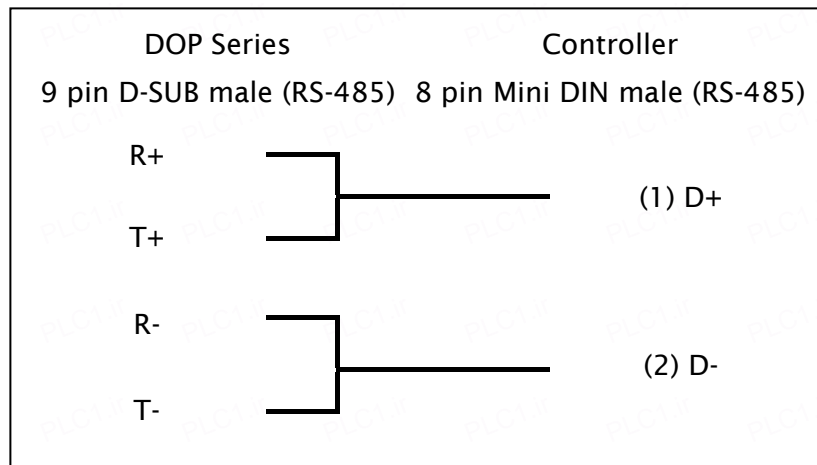 DOP Series Controller
9 pin D-SUB male (RS-485) 8 pin Mini DIN male (RS-485)
R+
(1) D+
T+
R-
(2) D-
T-